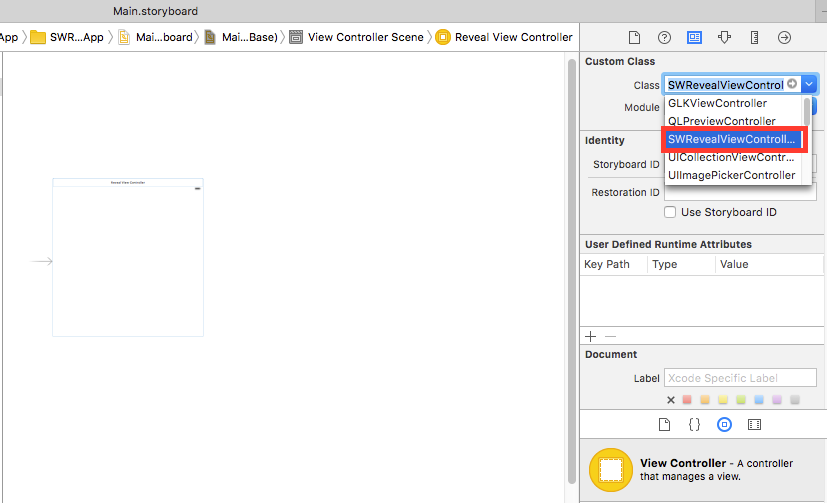 Main.storyboard
App
SWR...App
Mai...board
Mai...Base)
View Controller Scene
Reveal View Controller
Custom Class
Class SWRevealViewControl
Module
GLKViewController
QLPreviewController
SWRevealViewControll...
UICollectionViewContr...
UIImagePickerController
Identity
Storyboard ID
Restoration ID
Use Storyboard ID
Reveal View Controller
User Defined Runtime Attributes
Key Path Type Value
Document
Label Xcode Specific Label
View Controller - A controller
that manages a view.